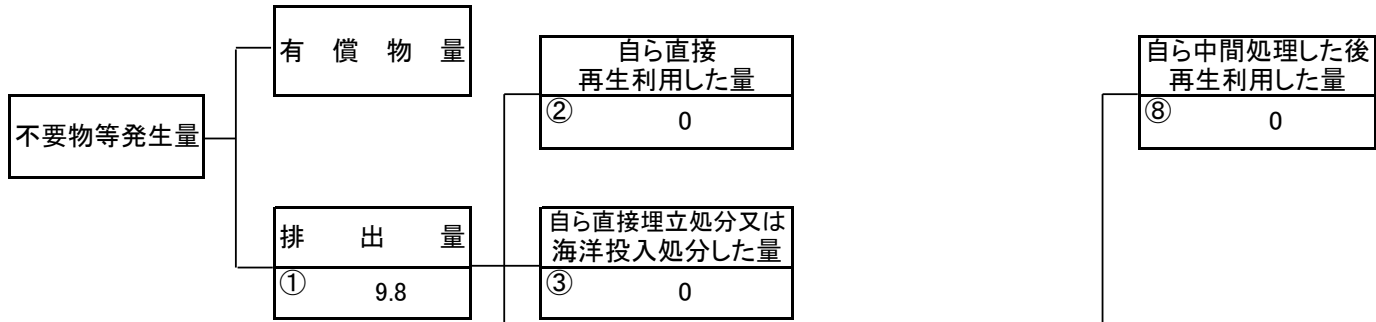 有償物量
自ら直接
再生利用した量
②
0
自ら中間処理した後
再生利用した量
⑧
0
不要物等発生量
排出量
①
9.8
自ら直接埋立処分又は
海洋投入処分した量
③
0